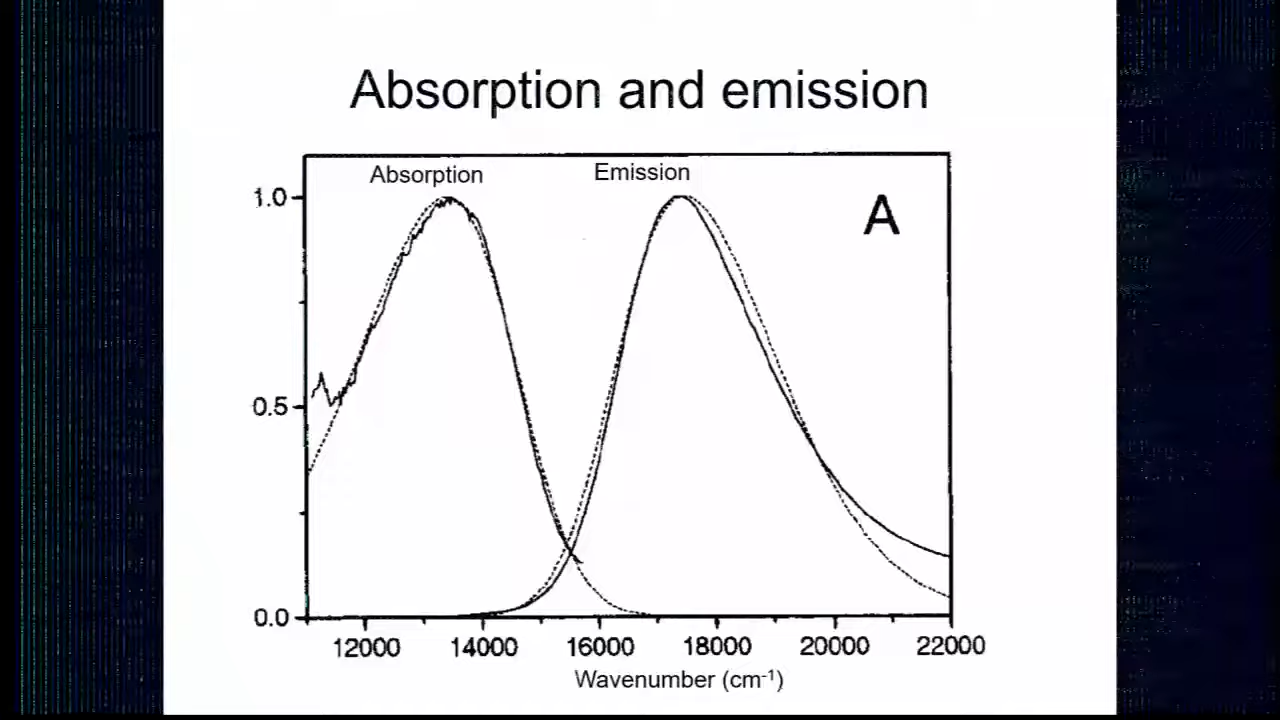 Absorption and emission
Absorption
Emission
A
1.0
0.5
0.0
12000 14000 16000 18000 20000 22000
Wavenumber (cm⁻¹)